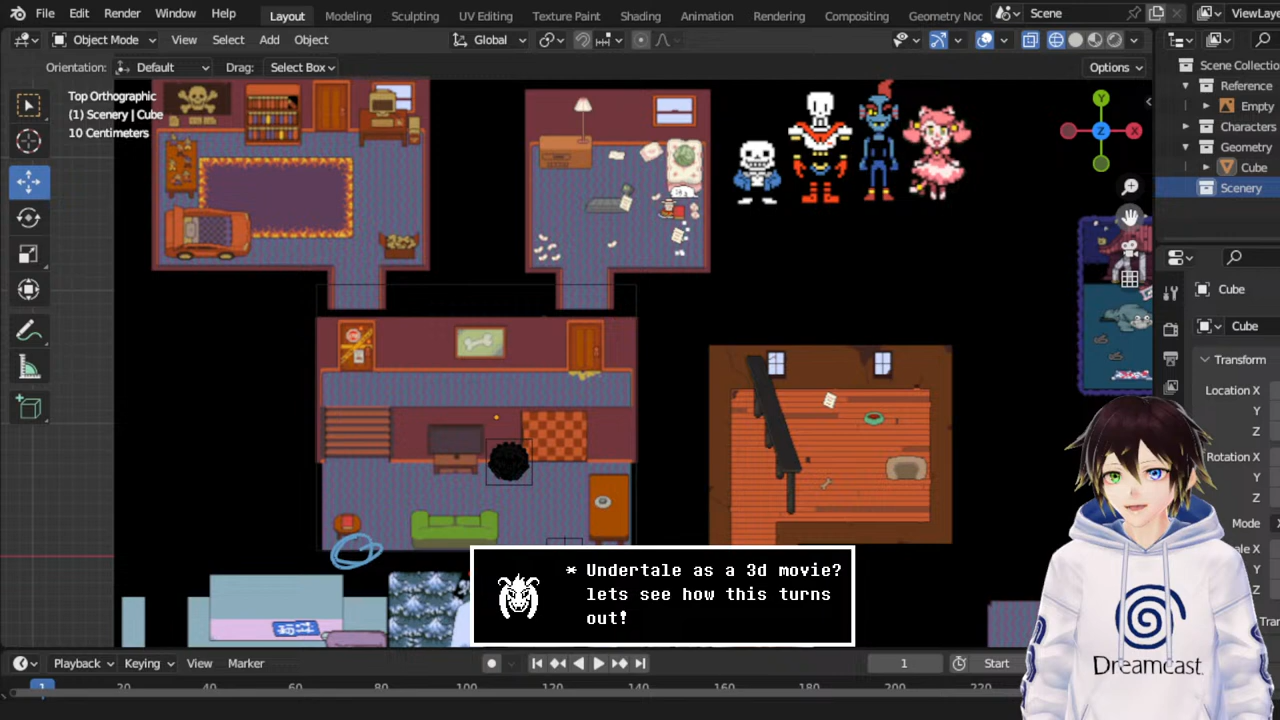 File Edit Render Window Help Layout Modeling Sculpting UV Editing Texture Paint Shading Animation Rendering Compositing Geometry Noc Scene ViewLaye
Object Mode View Select Add Object Global
Orientation: Default Drag: Select Box Options
Top Orthographic
(1) Scenery | Cube
10 Centimeters
Y
X
Z
Scene Collectio
Reference
Empty
Characters
Geometry
Cube
Scenery
Cube
Cube
Transform
Location X
Y
Z
Rotation X
Y
Z
Mode
ale X
Y
Z
Tra
* Undertale as a 3d movie?
lets see how this turns
out!
Dreamcast
Playback Keying View Marker 1 Start
1 20 40 60 80 100 120 140 160 180 200 220